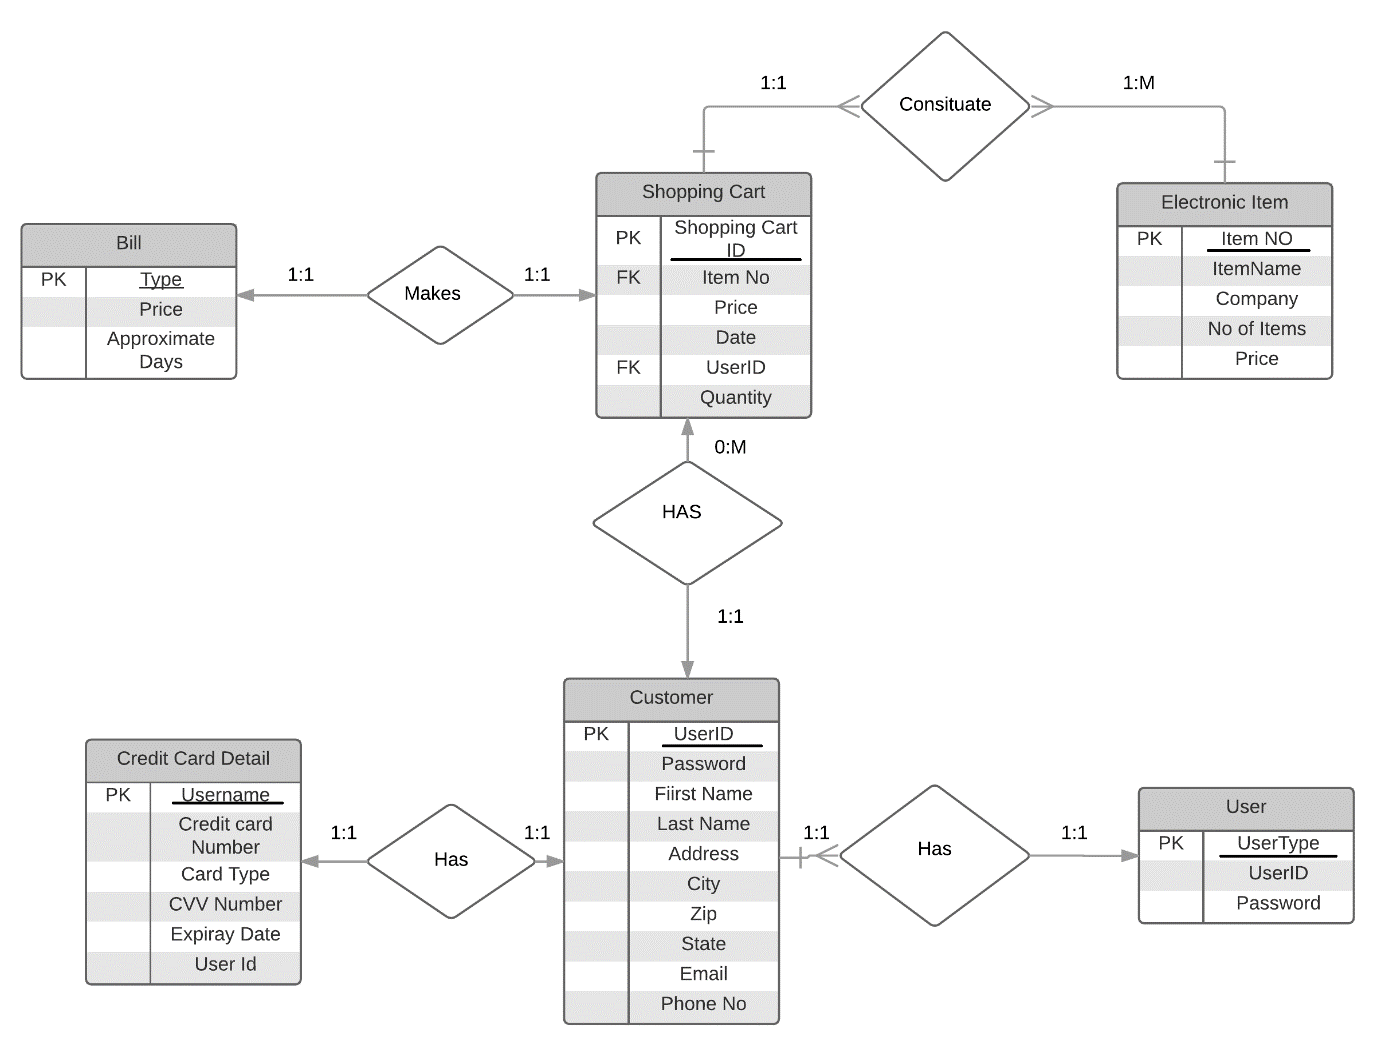 1:1
Consituate
1:M
Shopping Cart
PK
Shopping Cart
ID
FK
Item No
Price
Date
FK
UserID
Quantity
Electronic Item
PK
Item NO
ItemName
Company
No of Items
Price
Bill
PK
Type
Price
Approximate
Days
1:1
Makes
1:1
0:M
HAS
1:1
Customer
PK
UserID
Password
Fiirst Name
Last Name
Address
City
Zip
State
Email
Phone No
Credit Card Detail
PK
Username
Credit card
Number
Card Type
CVV Number
Expiray Date
User Id
1:1
Has
1:1
1:1
Has
1:1
User
PK
UserType
UserID
Password